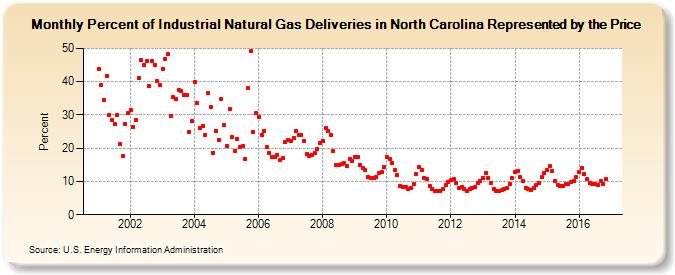 Monthly Percent of Industrial Natural Gas Deliveries in North Carolina Represented by the Price
Percent
50
40
30
20
10
0
2002 2004 2006 2008 2010 2012 2014 2016
Source: U.S. Energy Information Administration